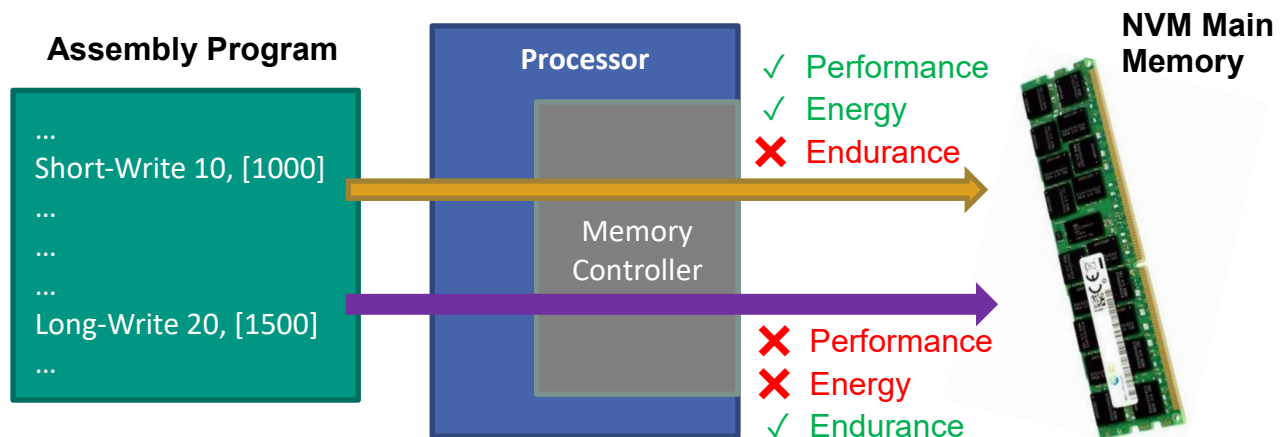 Assembly Program
...
Short-Write 10, [1000]
...
...
...
Long-Write 20, [1500]
...
Processor
Memory
Controller
✓ Performance
✓ Energy
❌ Endurance
❌ Performance
❌ Energy
✓ Endurance
NVM Main
Memory
CE